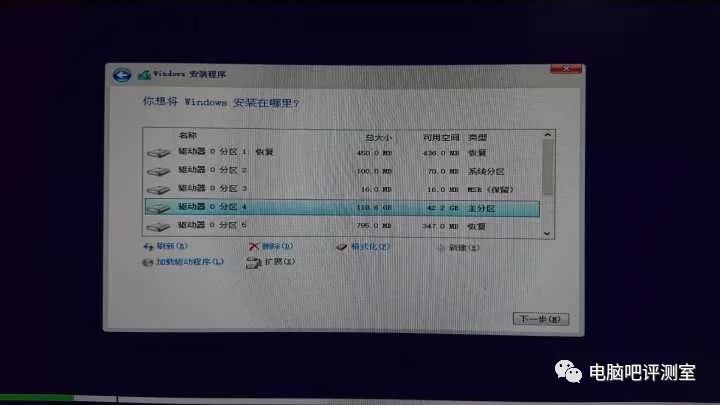 Windows 安装程序
你想将 Windows 安装在哪里?
名称 总大小 可用空间 类型
驱动器 0 分区 1: 恢复 450.0 MB 436.0 MB 恢复
驱动器 0 分区 2 100.0 MB 70.0 MB 系统分区
驱动器 0 分区 3 16.0 MB 16.0 MB MSR (保留)
驱动器 0 分区 4 GB 42.2 GB 主分区
驱动器 0 分区 5 795.0 MB 347.0 MB 恢复
刷新(R) 删除(D) 格式化(F) 新建(E)
加载驱动程序(L) 扩展(X)
下一步(N)
电脑吧评测室